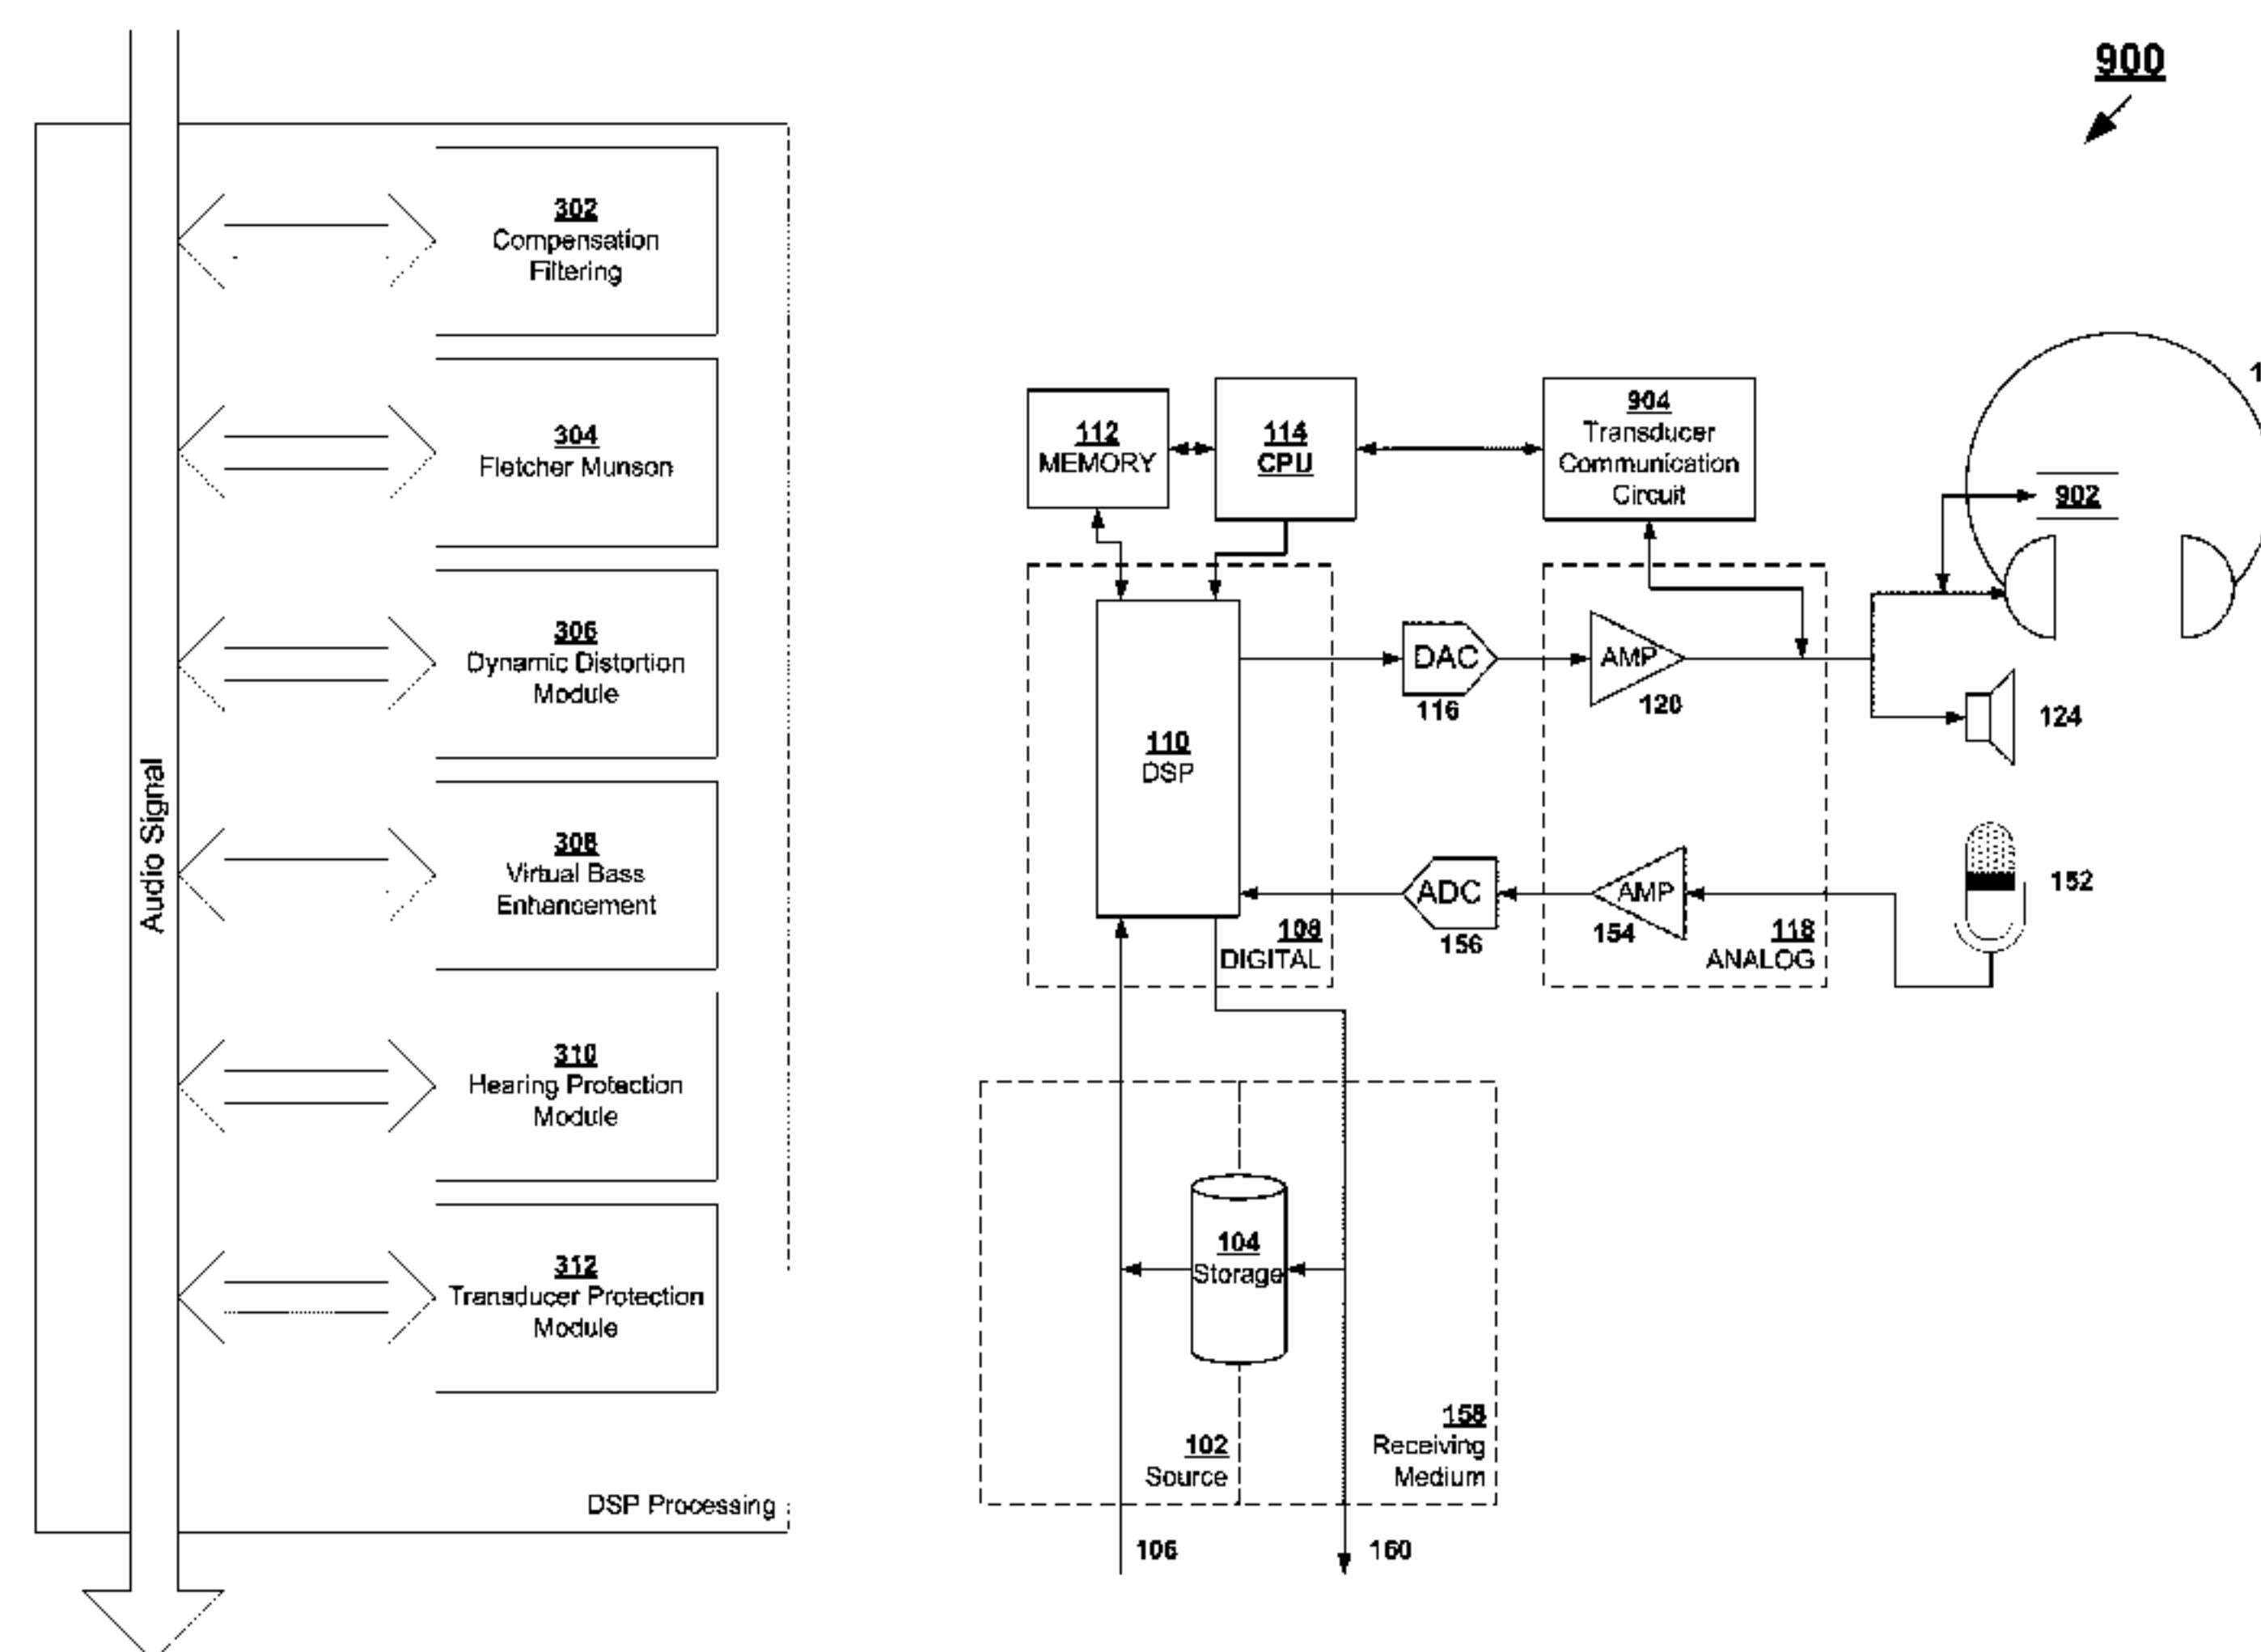 900
302
Compensation
Filtering
304
Fletcher Munson
306
Dynamic Distortion
Module
308
Virtual Bass
Enhancement
310
Hearing Protection
Module
312
Transducer Protection
Module
Audio Signal
DSP Processing
112
MEMORY
114
CPU
904
Transducer
Communication
Circuit
1
902
DAC
116
AMP
120
124
110
DSP
ADC
156
AMP
154
152
108
DIGITAL
118
ANALOG
104
Storage
102
Source
158
Receiving
Medium
106
160